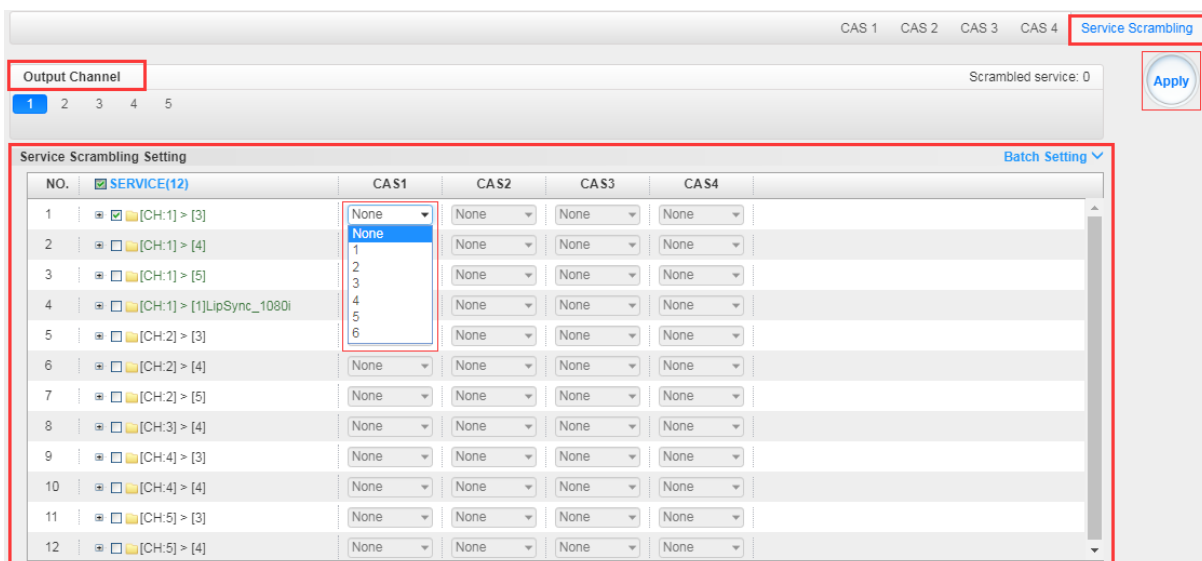 CAS 1 CAS 2 CAS 3 CAS 4 Service Scrambling
Output Channel Scrambled service: 0 Apply
1 2 3 4 5
Service Scrambling Setting Batch Setting
NO. SERVICE(12) CAS1 CAS2 CAS3 CAS4
1 [CH:1] > [3] None None None None
None
2 [CH:1] > [4] 1 None None None
2
3 [CH:1] > [5] 3 None None None
4 [CH:1] > [1]LipSync_1080i 4 None None None
5
5 [CH:2] > [3] 6 None None None
6 [CH:2] > [4] None None None None
7 [CH:2] > [5] None None None None
8 [CH:3] > [4] None None None None
9 [CH:4] > [3] None None None None
10 [CH:4] > [4] None None None None
11 [CH:5] > [3] None None None None
12 [CH:5] > [4] None None None None